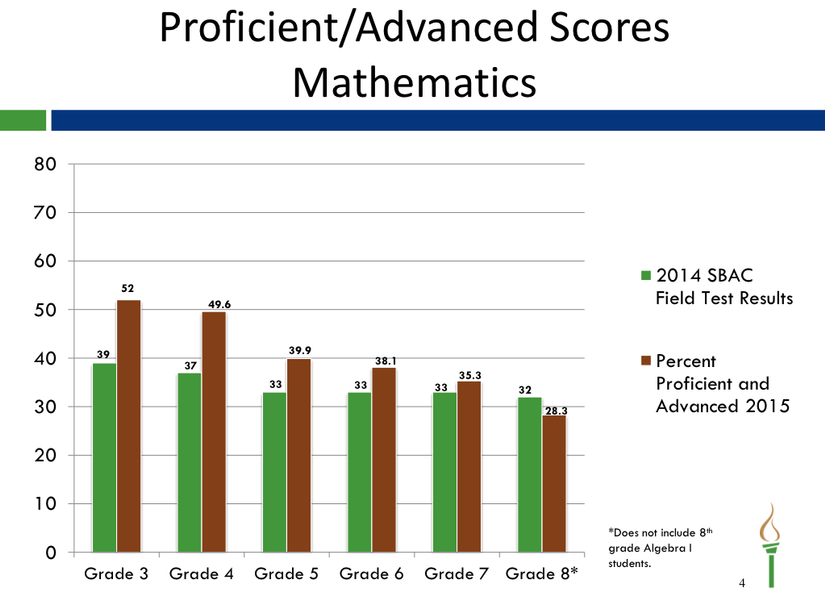 Proficient/Advanced Scores
Mathematics
80
70
60
50
40
30
20
10
0
39
52
37
49.6
33
39.9
33
38.1
33
35.3
32
28.3
Grade 3
Grade 4
Grade 5
Grade 6
Grade 7
Grade 8*
2014 SBAC
Field Test Results
Percent
Proficient and
Advanced 2015
*Does not include 8th
grade Algebra I
students.
4